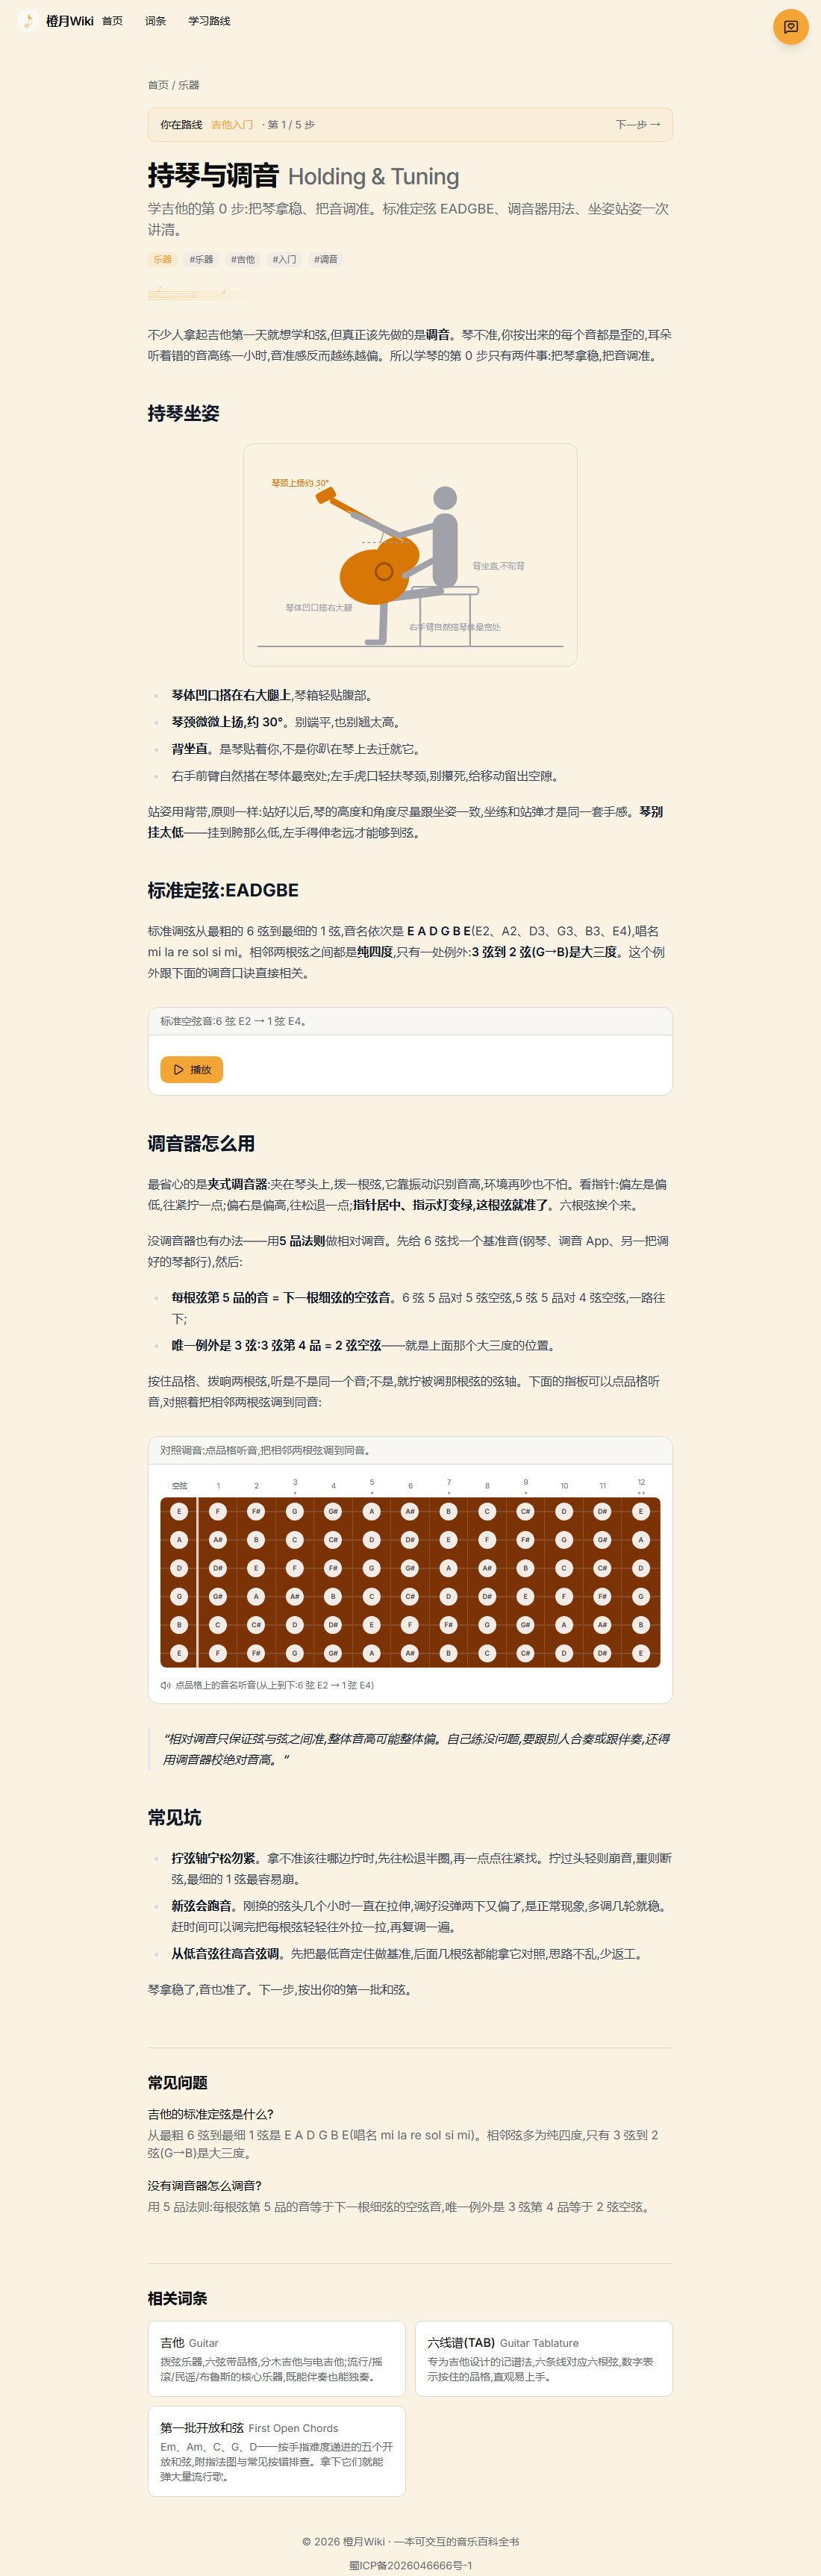 橙月Wiki 首页 词条 学习路线
首页 / 乐器
你在路线 吉他入门 · 第 1 / 5 步 下一步 →
持琴与调音 Holding & Tuning
学吉他的第 0 步:把琴拿稳、把音调准。标准定弦 EADGBE、调音器用法、坐姿站姿一次
讲清。
乐器 #乐器 #吉他 #入门 #调音
不少人拿起吉他第一天就想学和弦,但真正该先做的是调音。琴不准,你按出来的每个音都是歪的,耳朵
听着错的音高练一小时,音准感反而越练越偏。所以学琴的第 0 步只有两件事:把琴拿稳,把音调准。
持琴坐姿
琴颈上扬约 30°
背坐直,不驼背
琴体凹口搭右大腿
右手臂自然搭琴体最宽处
琴体凹口搭在右大腿上,琴箱轻贴腹部。
琴颈微微上扬,约 30°。别端平,也别翘太高。
背坐直。是琴贴着你,不是你趴在琴上去迁就它。
右手前臂自然搭在琴体最宽处;左手虎口轻扶琴颈,别攥死,给移动留出空隙。
站姿用背带,原则一样:站好以后,琴的高度和角度尽量跟坐姿一致,坐练和站弹才是同一套手感。琴别
挂太低——挂到胯那么低,左手得伸老远才能够到弦。
标准定弦:EADGBE
标准调弦从最粗的 6 弦到最细的 1 弦,音名依次是 E A D G B E(E2、A2、D3、G3、B3、E4),唱名
mi la re sol si mi。相邻两根弦之间都是纯四度,只有一处例外:3 弦到 2 弦(G→B)是大三度。这个例
外跟下面的调音口诀直接相关。
标准空弦音:6 弦 E2 → 1 弦 E4。
播放
调音器怎么用
最省心的是夹式调音器:夹在琴头上,拨一根弦,它靠振动识别音高,环境再吵也不怕。看指针:偏左是偏
低,往紧拧一点;偏右是偏高,往松退一点;指针居中、指示灯变绿,这根弦就准了。六根弦挨个来。
没调音器也有办法——用5 品法则做相对调音。先给 6 弦找一个基准音(钢琴、调音 App、另一把调
好的琴都行),然后:
每根弦第 5 品的音 = 下一根细弦的空弦音。6 弦 5 品对 5 弦空弦,5 弦 5 品对 4 弦空弦,一路往
下;
唯一例外是 3 弦:3 弦第 4 品 = 2 弦空弦——就是上面那个大三度的位置。
按住品格、拨响两根弦,听是不是同一个音;不是,就拧被调那根弦的弦轴。下面的指板可以点品格听
音,对照着把相邻两根弦调到同音:
对照调音:点品格听音,把相邻两根弦调到同音。
空弦 1 2 3 4 5 6 7 8 9 10 11 12
E F F# G G# A A# B C C# D D# E
A A# B C C# D D# E F F# G G# A
D D# E F F# G G# A A# B C C# D
G G# A A# B C C# D D# E F F# G
B C C# D D# E F F# G G# A A# B
E F F# G G# A A# B C C# D D# E
点品格上的音名听音(从上到下:6 弦 E2 → 1 弦 E4)
“相对调音只保证弦与弦之间准,整体音高可能整体偏。自己练没问题,要跟别人合奏或跟伴奏,还得
用调音器校绝对音高。”
常见坑
拧弦轴宁松勿紧。拿不准该往哪边拧时,先往松退半圈,再一点点往紧找。拧过头轻则崩音,重则断
弦,最细的 1 弦最容易崩。
新弦会跑音。刚换的弦头几个小时一直在拉伸,调好没弹两下又偏了,是正常现象,多调几轮就稳。
赶时间可以调完把每根弦轻轻往外拉一拉,再复调一遍。
从低音弦往高音弦调。先把最低音定住做基准,后面几根弦都能拿它对照,思路不乱,少返工。
琴拿稳了,音也准了。下一步,按出你的第一批和弦。
常见问题
吉他的标准定弦是什么?
从最粗 6 弦到最细 1 弦是 E A D G B E(唱名 mi la re sol si mi)。相邻弦多为纯四度,只有 3 弦到 2
弦(G→B)是大三度。
没有调音器怎么调音?
用 5 品法则:每根弦第 5 品的音等于下一根细弦的空弦音,唯一例外是 3 弦第 4 品等于 2 弦空弦。
相关词条
吉他 Guitar
拨弦乐器,六弦带品格,分木吉他与电吉他;流行/摇
滚/民谣/布鲁斯的核心乐器,既能伴奏也能独奏。
六线谱(TAB) Guitar Tablature
专为吉他设计的记谱法,六条线对应六根弦,数字表
示按住的品格,直观易上手。
第一批开放和弦 First Open Chords
Em、Am、C、G、D——按手指难度递进的五个开
放和弦,附指法图与常见按错排查。拿下它们就能
弹大量流行歌。
© 2026 橙月Wiki · 一本可交互的音乐百科全书
蜀ICP备2026046666号-1